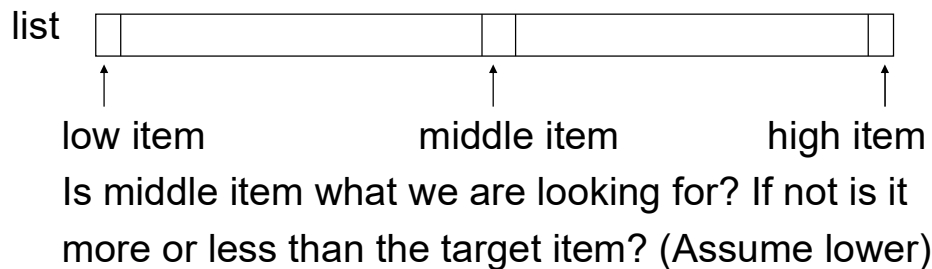 list
low item middle item high item
Is middle item what we are looking for? If not is it
more or less than the target item? (Assume lower)